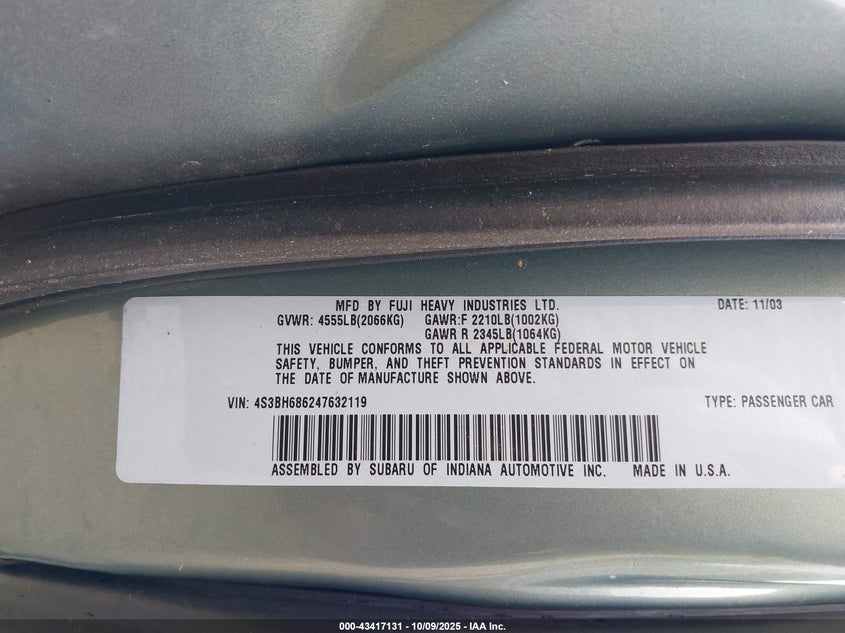 MFD BY FUJI HEAVY INDUSTRIES LTD. DATE: 11/03
GVWR: 4555LB(2066KG) GAWR:F 2210LB(1002KG)
GAWR R 2345LB(1064KG)
THIS VEHICLE CONFORMS TO ALL APPLICABLE FEDERAL MOTOR VEHICLE
SAFETY, BUMPER, AND THEFT PREVENTION STANDARDS IN EFFECT ON
THE DATE OF MANUFACTURE SHOWN ABOVE.
VIN: 4S3BH686247632119 TYPE: PASSENGER CAR
ASSEMBLED BY SUBARU OF INDIANA AUTOMOTIVE INC. MADE IN U.S.A.
000-43417131 - 10/09/2025 - IAA Inc.